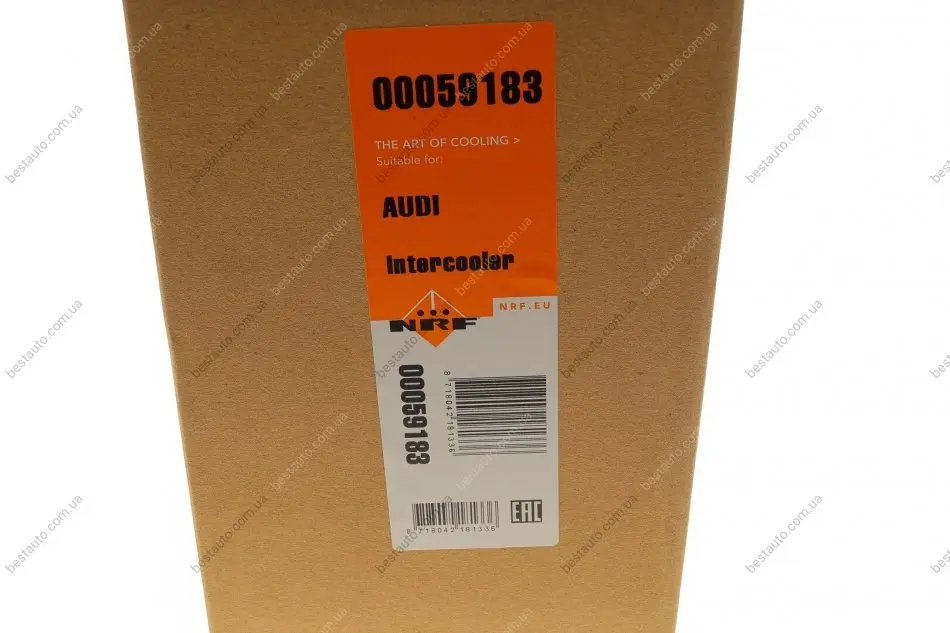 00059183
THE ART OF COOLING >
Suitable for:
AUDI
Intercooler
NRF.EU
NRF
00059183
8 718042 181336
8 718042 181336
EAC
bestauto.com.ua